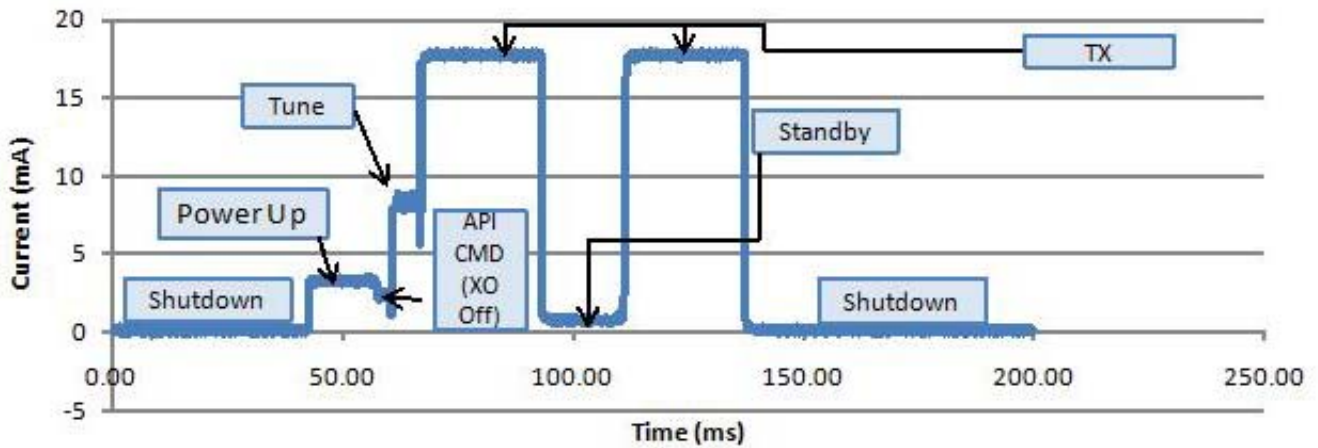 20
15
10
5
0
-5
Current (mA)
Shutdown
Power Up
Tune
API
CMD
(XO
Off)
TX
Standby
Shutdown
0.00 50.00 100.00 150.00 200.00 250.00
Time (ms)